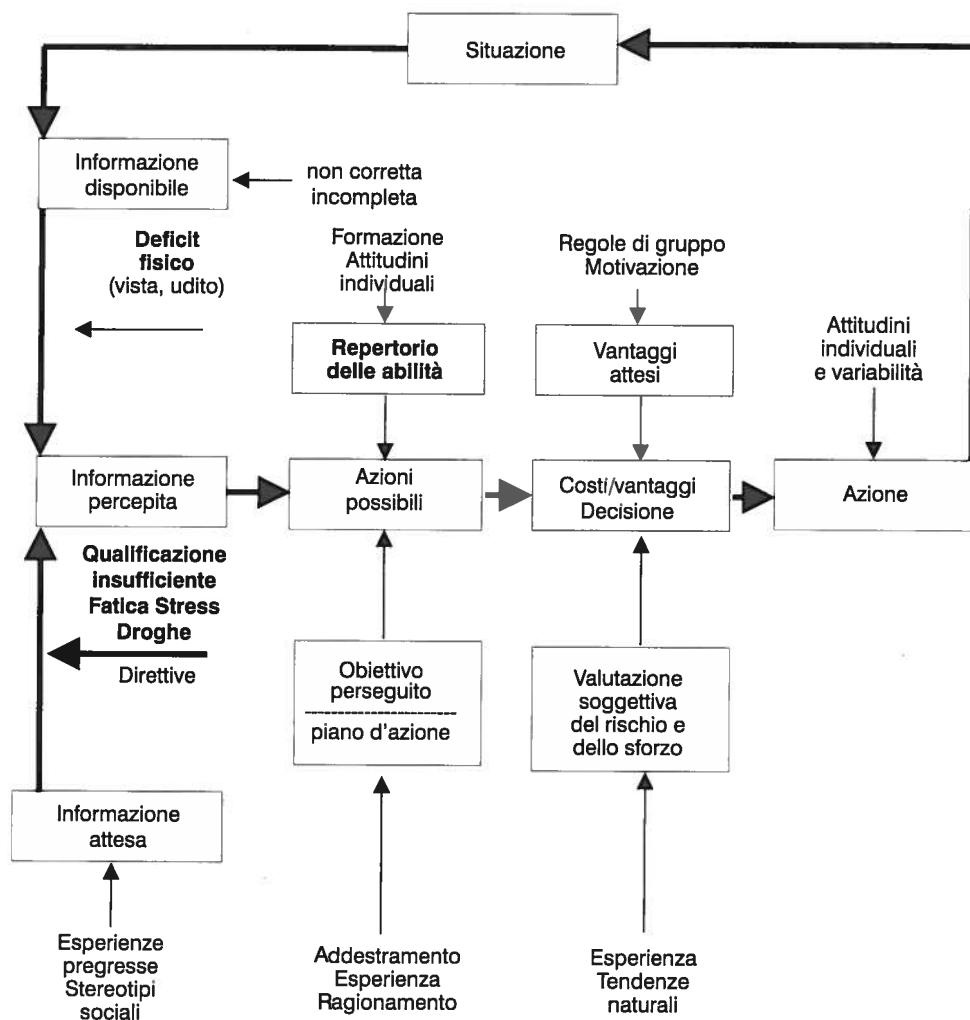 Situazione
Informazione
disponibile
non corretta
incompleta
Deficit
fisico
(vista, udito)
Formazione
Attitudini
individuali
Regole di gruppo
Motivazione
Repertorio
delle abilità
Vantaggi
attesi
Attitudini
individuali
e variabilità
Informazione
percepita
Azioni
possibili
Costi/vantaggi
Decisione
Azione
Qualificazione
insufficiente
Fatica Stress
Droghe
Direttive
Obiettivo
perseguito
piano d'azione
Valutazione
soggettiva
del rischio e
dello sforzo
Informazione
attesa
Esperienze
pregresse
Stereotipi
sociali
Addestramento
Esperienza
Ragionamento
Esperienza
Tendenze
naturali